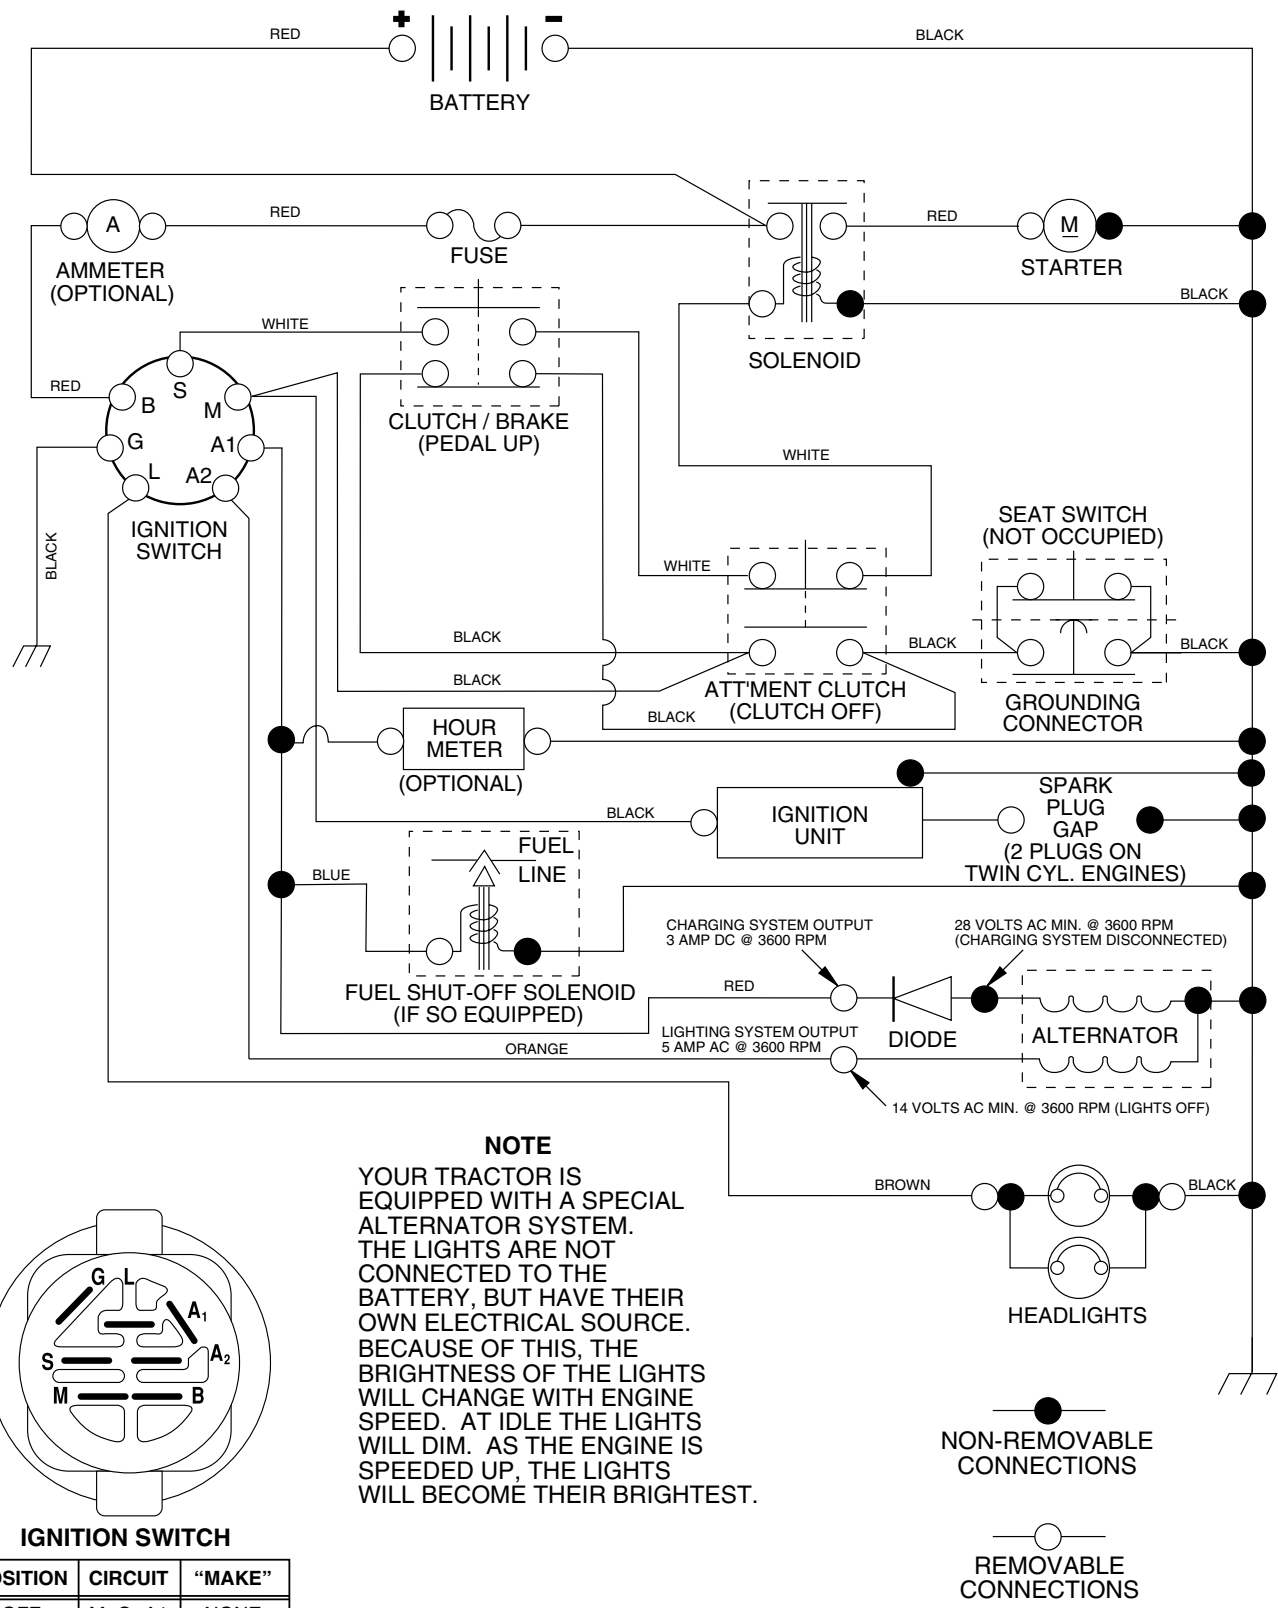 + –
RED
BLACK
BATTERY
RED
A
FUSE
RED
M
STARTER
AMMETER
(OPTIONAL)
BLACK
SOLENOID
WHITE
RED
S
B
M
G
A1
L
A2
CLUTCH / BRAKE
(PEDAL UP)
IGNITION
SWITCH
BLACK
WHITE
SEAT SWITCH
(NOT OCCUPIED)
WHITE
BLACK
BLACK
BLACK
BLACK
ATT'MENT CLUTCH
(CLUTCH OFF)
BLACK
GROUNDING
CONNECTOR
HOUR
METER
(OPTIONAL)
BLACK
IGNITION
UNIT
SPARK
PLUG
GAP
(2 PLUGS ON
TWIN CYL. ENGINES)
FUEL
LINE
BLUE
CHARGING SYSTEM OUTPUT
3 AMP DC @ 3600 RPM
28 VOLTS AC MIN. @ 3600 RPM
(CHARGING SYSTEM DISCONNECTED)
FUEL SHUT-OFF SOLENOID
(IF SO EQUIPPED)
RED
DIODE
ALTERNATOR
LIGHTING SYSTEM OUTPUT
5 AMP AC @ 3600 RPM
ORANGE
14 VOLTS AC MIN. @ 3600 RPM (LIGHTS OFF)
NOTE
YOUR TRACTOR IS
EQUIPPED WITH A SPECIAL
ALTERNATOR SYSTEM.
THE LIGHTS ARE NOT
CONNECTED TO THE
BATTERY, BUT HAVE THEIR
OWN ELECTRICAL SOURCE.
BECAUSE OF THIS, THE
BRIGHTNESS OF THE LIGHTS
WILL CHANGE WITH ENGINE
SPEED. AT IDLE THE LIGHTS
WILL DIM. AS THE ENGINE IS
SPEEDED UP, THE LIGHTS
WILL BECOME THEIR BRIGHTEST.
BROWN
BLACK
HEADLIGHTS
G L
A1
S
A2
M
B
IGNITION SWITCH
NON-REMOVABLE
CONNECTIONS
REMOVABLE
CONNECTIONS
SITION CIRCUIT “MAKE”